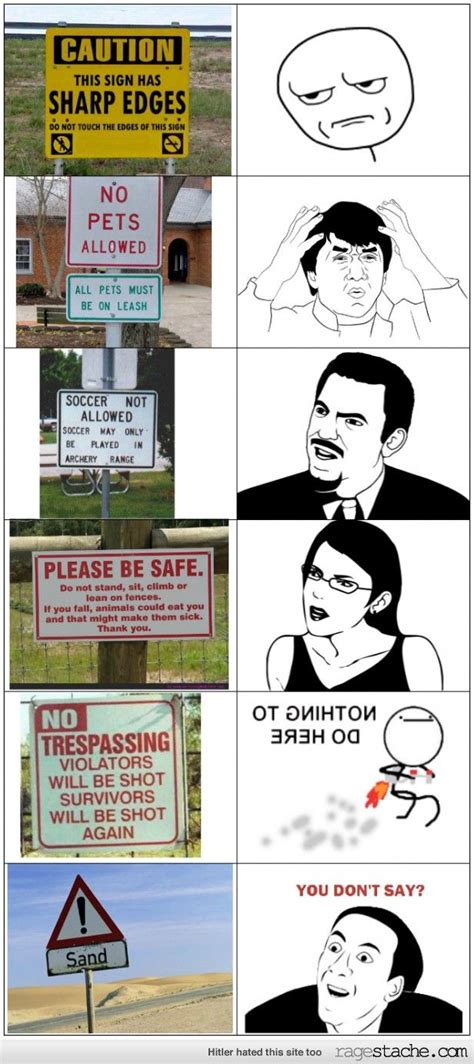 CAUTION
THIS SIGN HAS
SHARP EDGES
DO NOT TOUCH THE EDGES OF THIS SIGN
NO
PETS
ALLOWED
ALL PETS MUST
BE ON LEASH
SOCCER NOT
ALLOWED
SOCCER MAY ONLY
BE PLAYED IN
ARCHERY RANGE
PLEASE BE SAFE.
Do not stand, sit, climb or
lean on fences.
If you fall, animals could eat you
and that might make them sick.
Thank you.
NO
TRESPASSING
VIOLATORS
WILL BE SHOT
SURVIVORS
WILL BE SHOT
AGAIN
NOTHING TO
DO HERE
!
Sand
YOU DON'T SAY?
Hitler hated this site too
ragestache.com